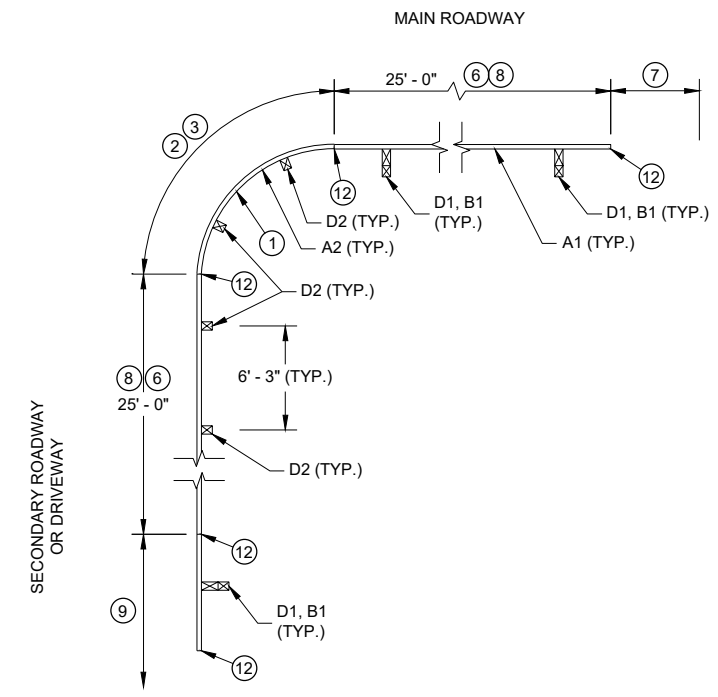 MAIN ROADWAY
25' - 0" 6 8 7
3
2
12
12
D1, B1
(TYP.)
D1, B1 (TYP.)
D2 (TYP.)
1
A2 (TYP.)
A1 (TYP.)
12
D2 (TYP.)
8 6
25' - 0"
6' - 3" (TYP.)
SECONDARY ROADWAY
OR DRIVEWAY
D2 (TYP.)
12
9
D1, B1
(TYP.)
12